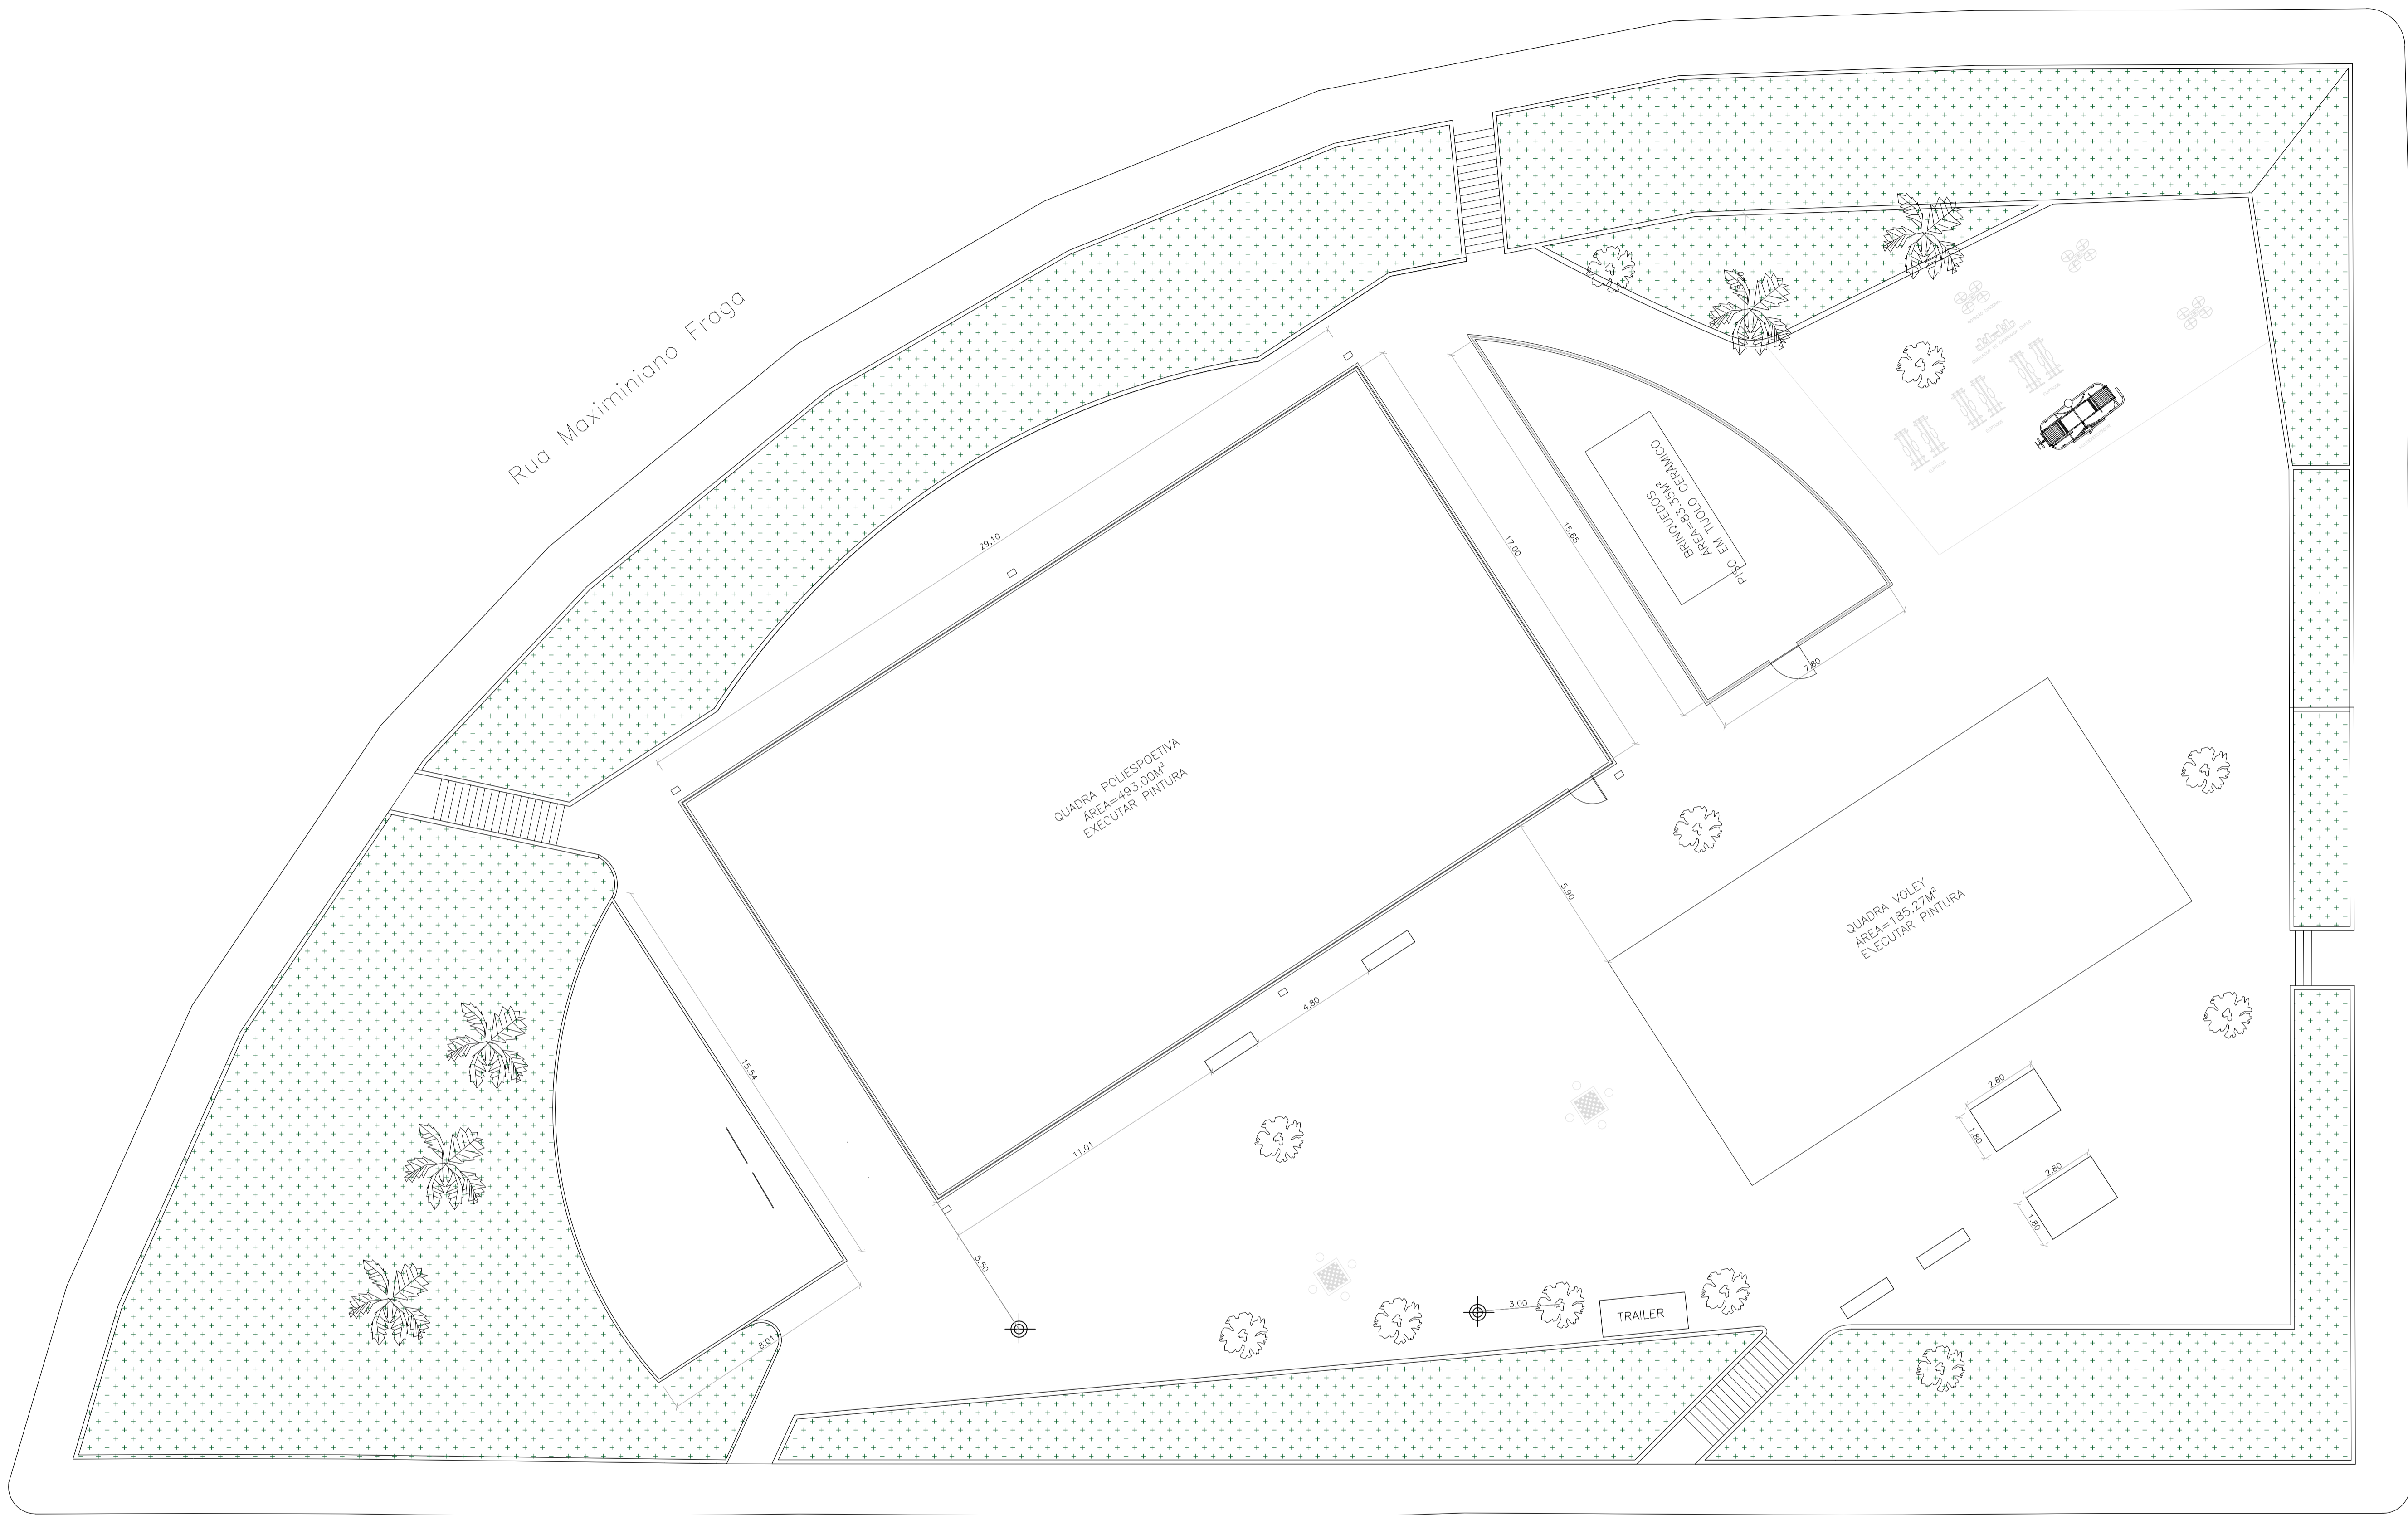 Rua Maximiniano Fraga
29,10
17.00
15.65
BRINQUEDOS
ÁREA=83.35M²
PISO EM TIJOLO CERÂMICO
7.80
QUADRA POLIESPOETIVA
ÁREA=493.00M²
EXECUTAR PINTURA
5.90
QUADRA VOLEY
ÁREA=185,27M²
EXECUTAR PINTURA
4.80
15.54
11.01
2.80
1.80
2.80
1.80
5.50
3.00
TRAILER
8.01